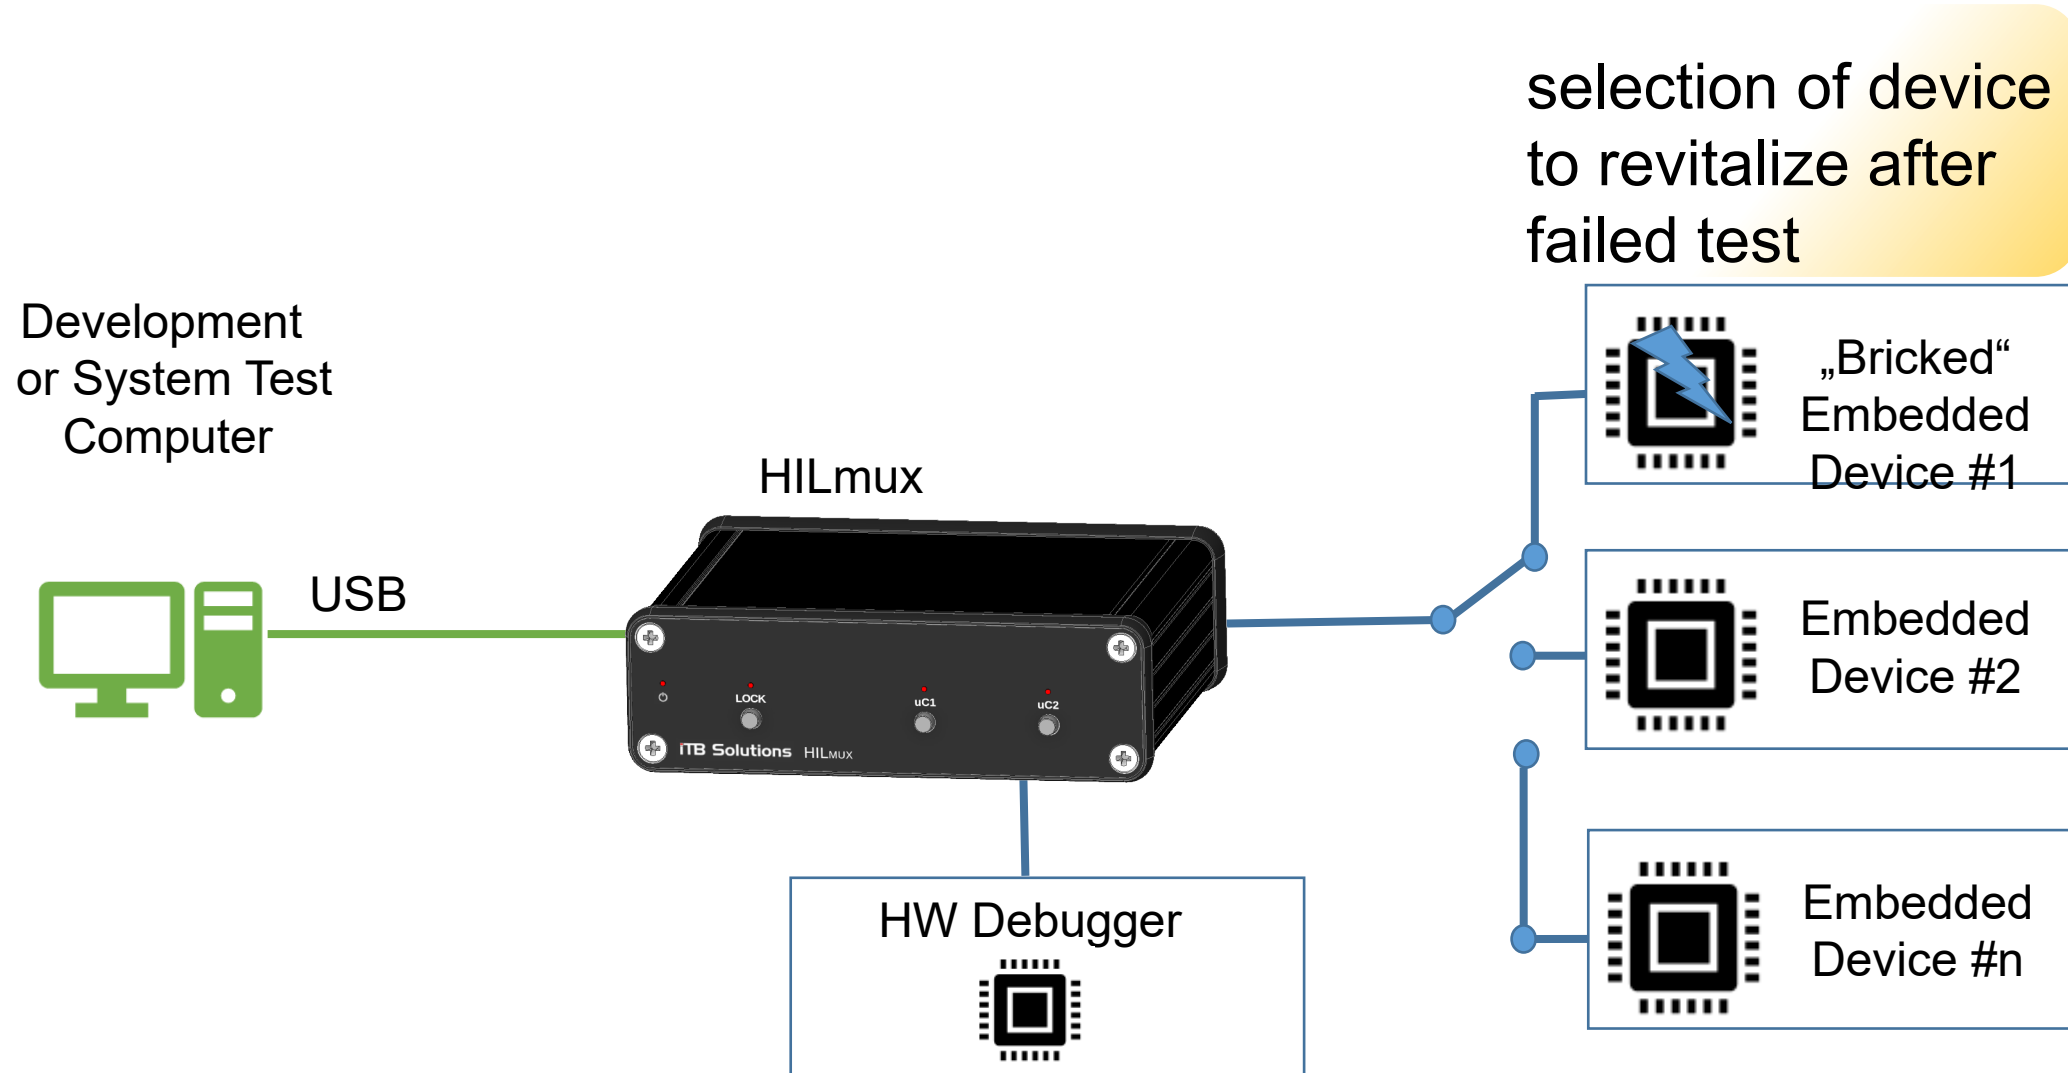 selection of device
to revitalize after
failed test
Development
or System Test
Computer
USB
HILmux
LOCK
uC1
uC2
iTB Solutions HILMUX
HW Debugger
„Bricked“
Embedded
Device #1
Embedded
Device #2
Embedded
Device #n